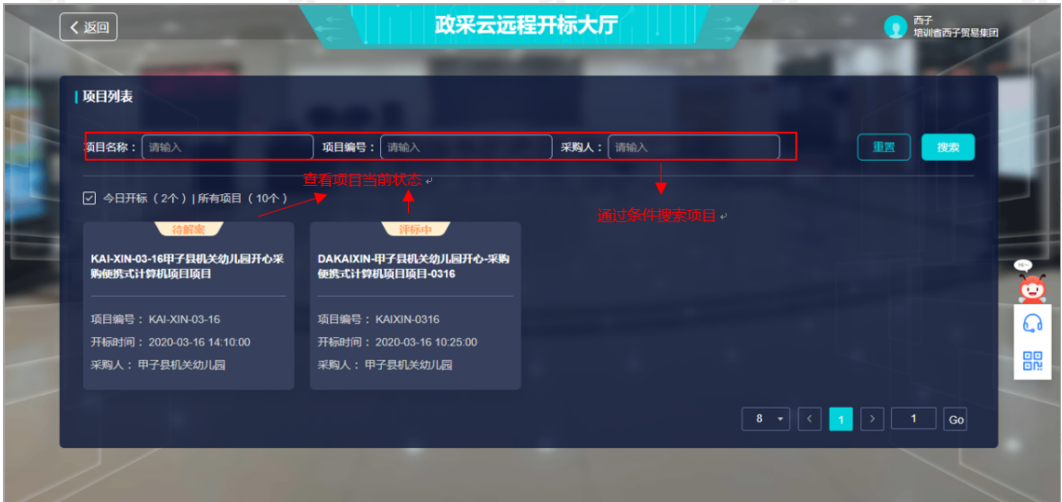 返回
政采云远程开标大厅
西子
培训省西子贸易集团
项目列表
项目名称： 请输入 项目编号： 请输入 采购人： 请输入 重置 搜索
查看项目当前状态
今日开标（2个）| 所有项目（10个）
通过条件搜索项目
待解密 评标中
KAI-XIN-03-16甲子县机关幼儿园开心采
购便携式计算机项目项目
DAKAIXIN-甲子县机关幼儿园开心-采购
便携式计算机项目项目-0316
项目编号： KAI-XIN-03-16
开标时间： 2020-03-16 14:10:00
采购人： 甲子县机关幼儿园
项目编号： KAIXIN-0316
开标时间： 2020-03-16 10:25:00
采购人： 甲子县机关幼儿园
8 < 1 > 1 Go